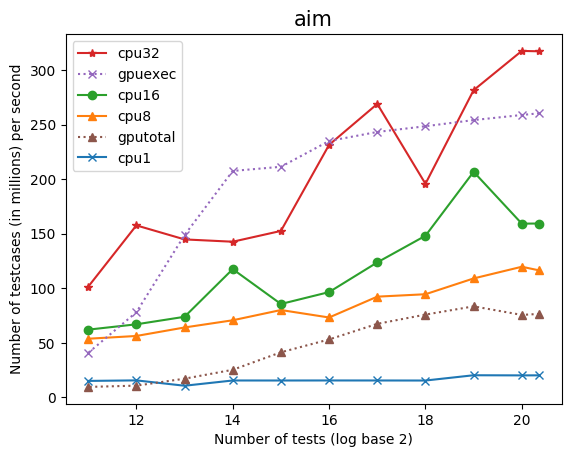 aim
cpu32
gpuexec
cpu16
cpu8
gputotal
cpu1
Number of testcases (in millions) per second
300
250
200
150
100
50
0
12 14 16 18 20
Number of tests (log base 2)